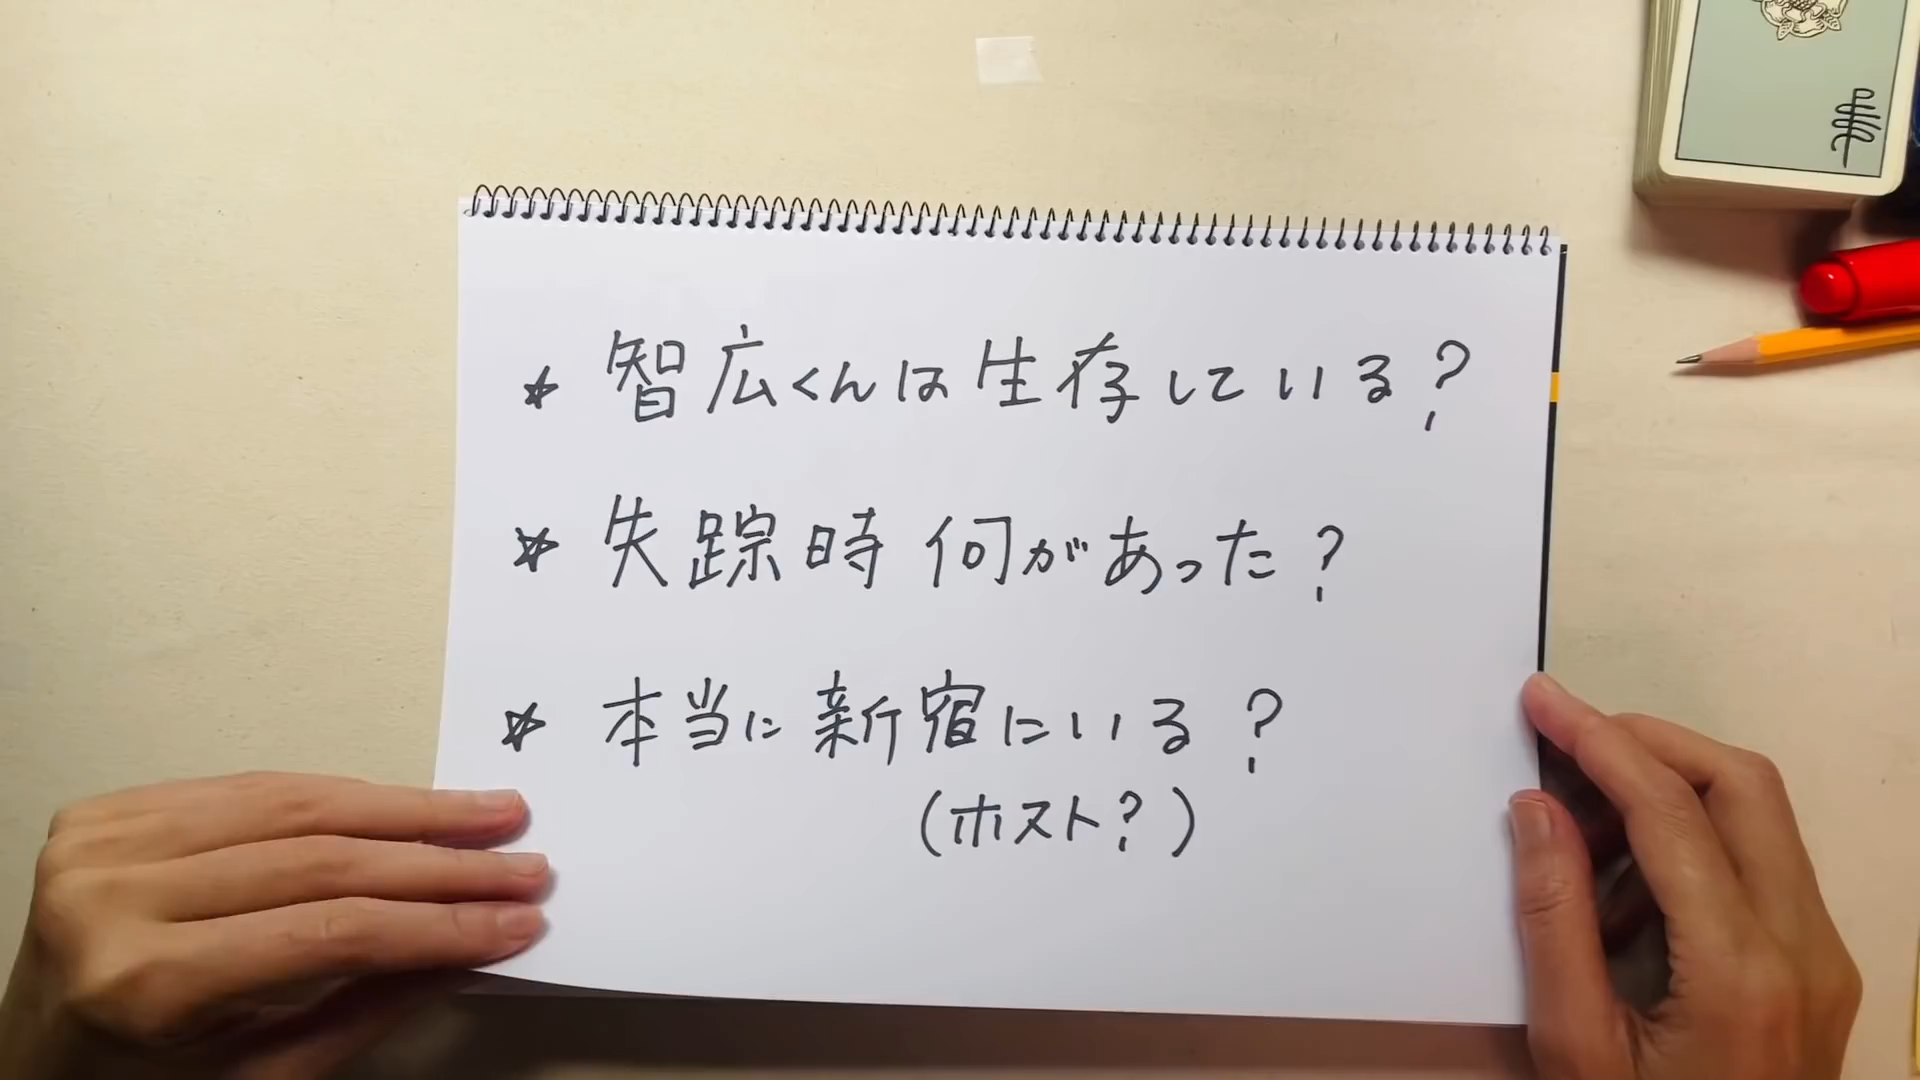 ☆ 智広くんは生存している?
☆ 失踪時何があった?
☆ 本当に新宿にいる?
(ホスト?)